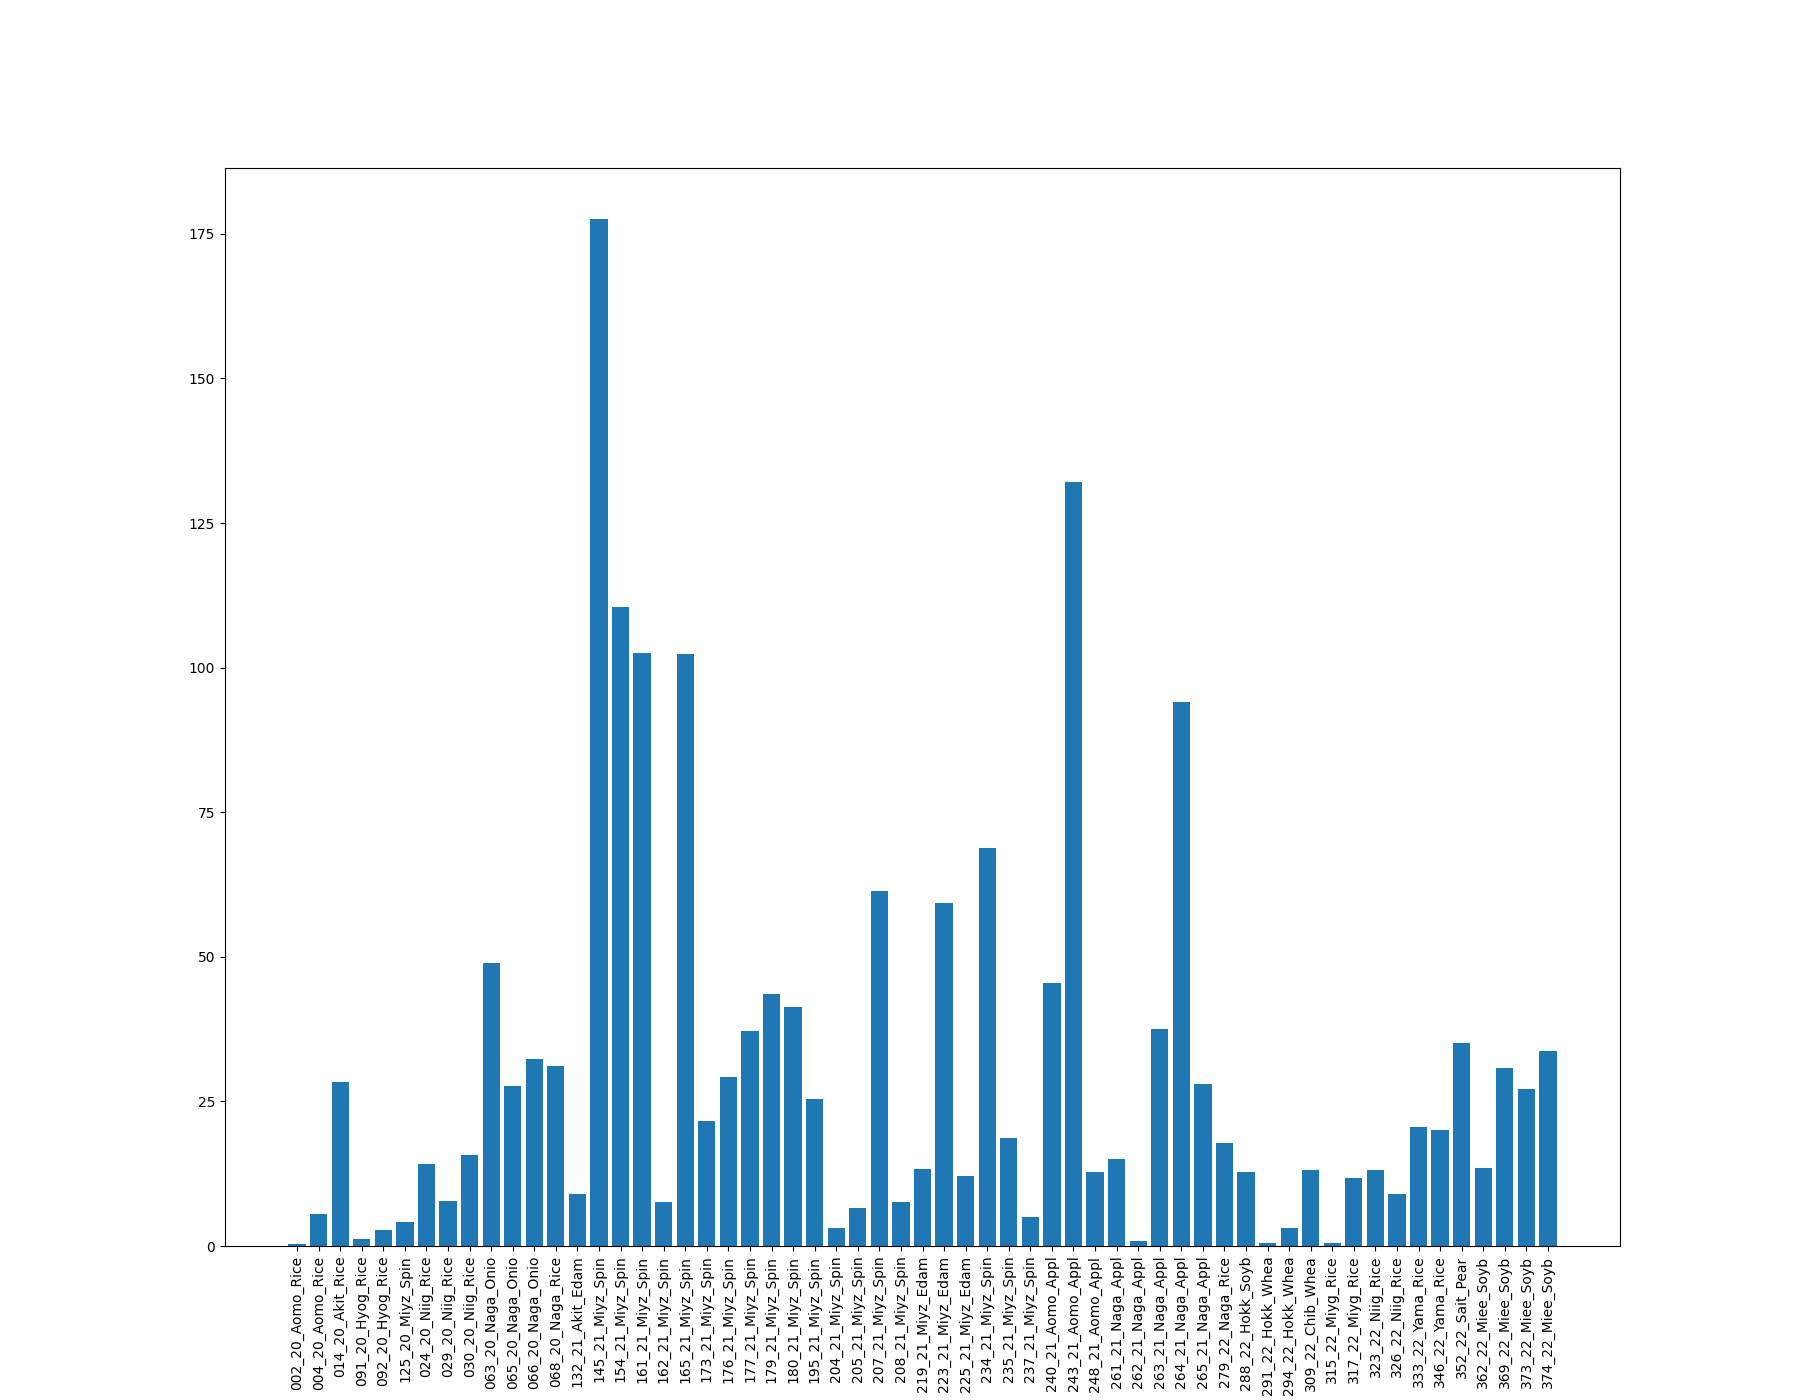 175
150
125
100
75
50
25
0
002_20_Aomo_Rice
004_20_Aomo_Rice
014_20_Akit_Rice
091_20_Hyog_Rice
092_20_Hyog_Rice
125_20_Miyz_Spin
024_20_Niig_Rice
029_20_Niig_Rice
030_20_Niig_Rice
063_20_Naga_Onio
065_20_Naga_Onio
066_20_Naga_Onio
068_20_Naga_Rice
132_21_Akit_Edam
145_21_Miyz_Spin
154_21_Miyz_Spin
161_21_Miyz_Spin
162_21_Miyz_Spin
165_21_Miyz_Spin
173_21_Miyz_Spin
176_21_Miyz_Spin
177_21_Miyz_Spin
179_21_Miyz_Spin
180_21_Miyz_Spin
195_21_Miyz_Spin
204_21_Miyz_Spin
205_21_Miyz_Spin
207_21_Miyz_Spin
208_21_Miyz_Spin
219_21_Miyz_Edam
223_21_Miyz_Edam
225_21_Miyz_Edam
234_21_Miyz_Spin
235_21_Miyz_Spin
237_21_Miyz_Spin
240_21_Aomo_Appl
243_21_Aomo_Appl
248_21_Aomo_Appl
261_21_Naga_Appl
262_21_Naga_Appl
263_21_Naga_Appl
264_21_Naga_Appl
265_21_Naga_Appl
279_22_Naga_Rice
288_22_Hokk_Soyb
291_22_Hokk_Whea
294_22_Hokk_Whea
309_22_Chib_Whea
315_22_Miyg_Rice
317_22_Miyg_Rice
323_22_Niig_Rice
326_22_Niig_Rice
333_22_Yama_Rice
346_22_Yama_Rice
352_22_Sait_Pear
362_22_Miee_Soyb
369_22_Miee_Soyb
373_22_Miee_Soyb
374_22_Miee_Soyb